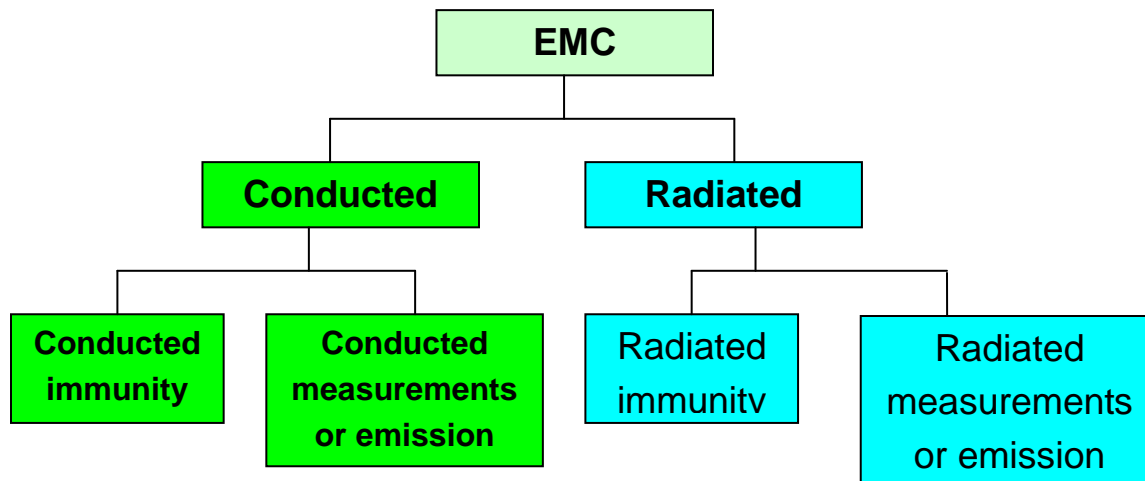 EMC
Conducted
Radiated
Conducted
immunity
Conducted
measurements
or emission
Radiated
immunity
Radiated
measurements
or emission